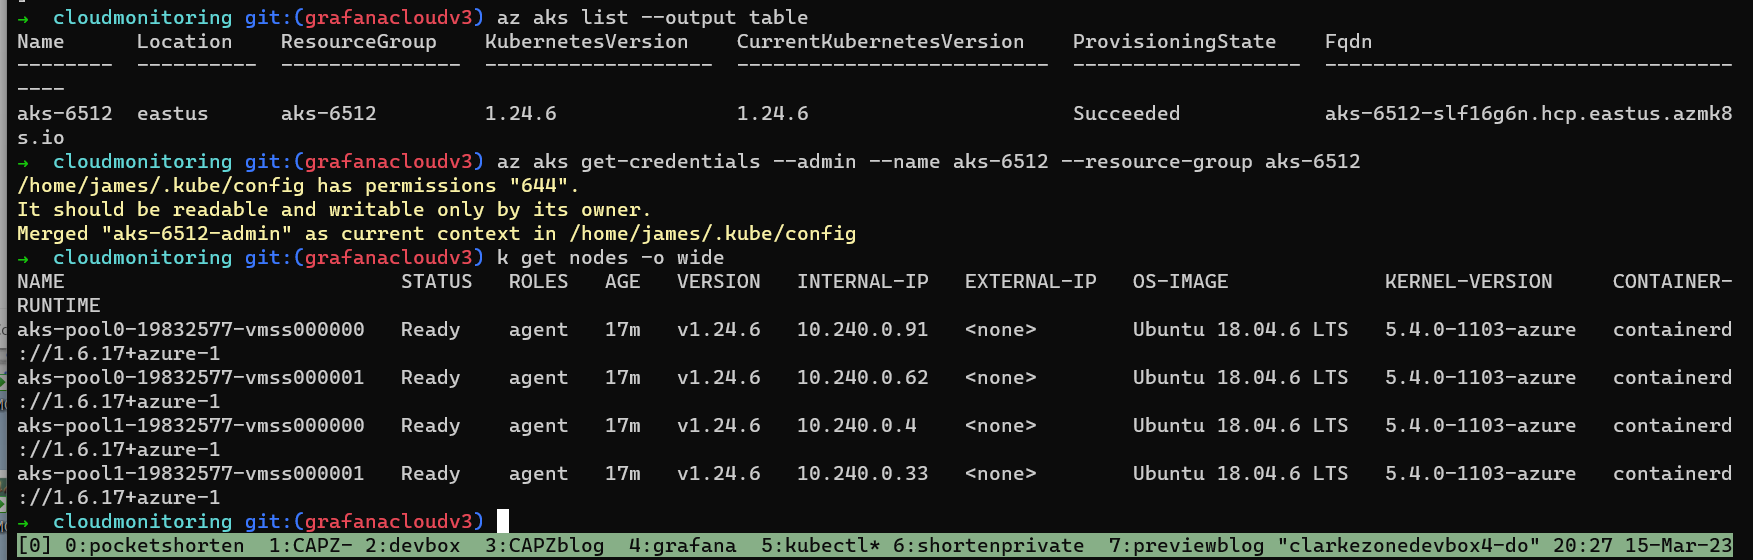 →  cloudmonitoring git:(grafanacloudv3) az aks list --output table
Name      Location    ResourceGroup    KubernetesVersion    CurrentKubernetesVersion    ProvisioningState    Fqdn
--------  ----------  ---------------  -------------------  --------------------------  -------------------  ----------------------------------
----
aks-6512  eastus      aks-6512         1.24.6               1.24.6                      Succeeded            aks-6512-slf16g6n.hcp.eastus.azmk8
s.io
→  cloudmonitoring git:(grafanacloudv3) az aks get-credentials --admin --name aks-6512 --resource-group aks-6512
/home/james/.kube/config has permissions "644".
It should be readable and writable only by its owner.
Merged "aks-6512-admin" as current context in /home/james/.kube/config
→  cloudmonitoring git:(grafanacloudv3) k get nodes -o wide
NAME                            STATUS   ROLES   AGE   VERSION   INTERNAL-IP   EXTERNAL-IP   OS-IMAGE             KERNEL-VERSION     CONTAINER-
RUNTIME
aks-pool0-19832577-vmss000000   Ready    agent   17m   v1.24.6   10.240.0.91   <none>        Ubuntu 18.04.6 LTS   5.4.0-1103-azure   containerd
://1.6.17+azure-1
aks-pool0-19832577-vmss000001   Ready    agent   17m   v1.24.6   10.240.0.62   <none>        Ubuntu 18.04.6 LTS   5.4.0-1103-azure   containerd
://1.6.17+azure-1
aks-pool1-19832577-vmss000000   Ready    agent   17m   v1.24.6   10.240.0.4    <none>        Ubuntu 18.04.6 LTS   5.4.0-1103-azure   containerd
://1.6.17+azure-1
aks-pool1-19832577-vmss000001   Ready    agent   17m   v1.24.6   10.240.0.33   <none>        Ubuntu 18.04.6 LTS   5.4.0-1103-azure   containerd
://1.6.17+azure-1
→  cloudmonitoring git:(grafanacloudv3)
[0] 0:pocketshorten  1:CAPZ- 2:devbox  3:CAPZblog  4:grafana  5:kubectl* 6:shortenprivate  7:previewblog "clarkezonedevbox4-do" 20:27 15-Mar-23